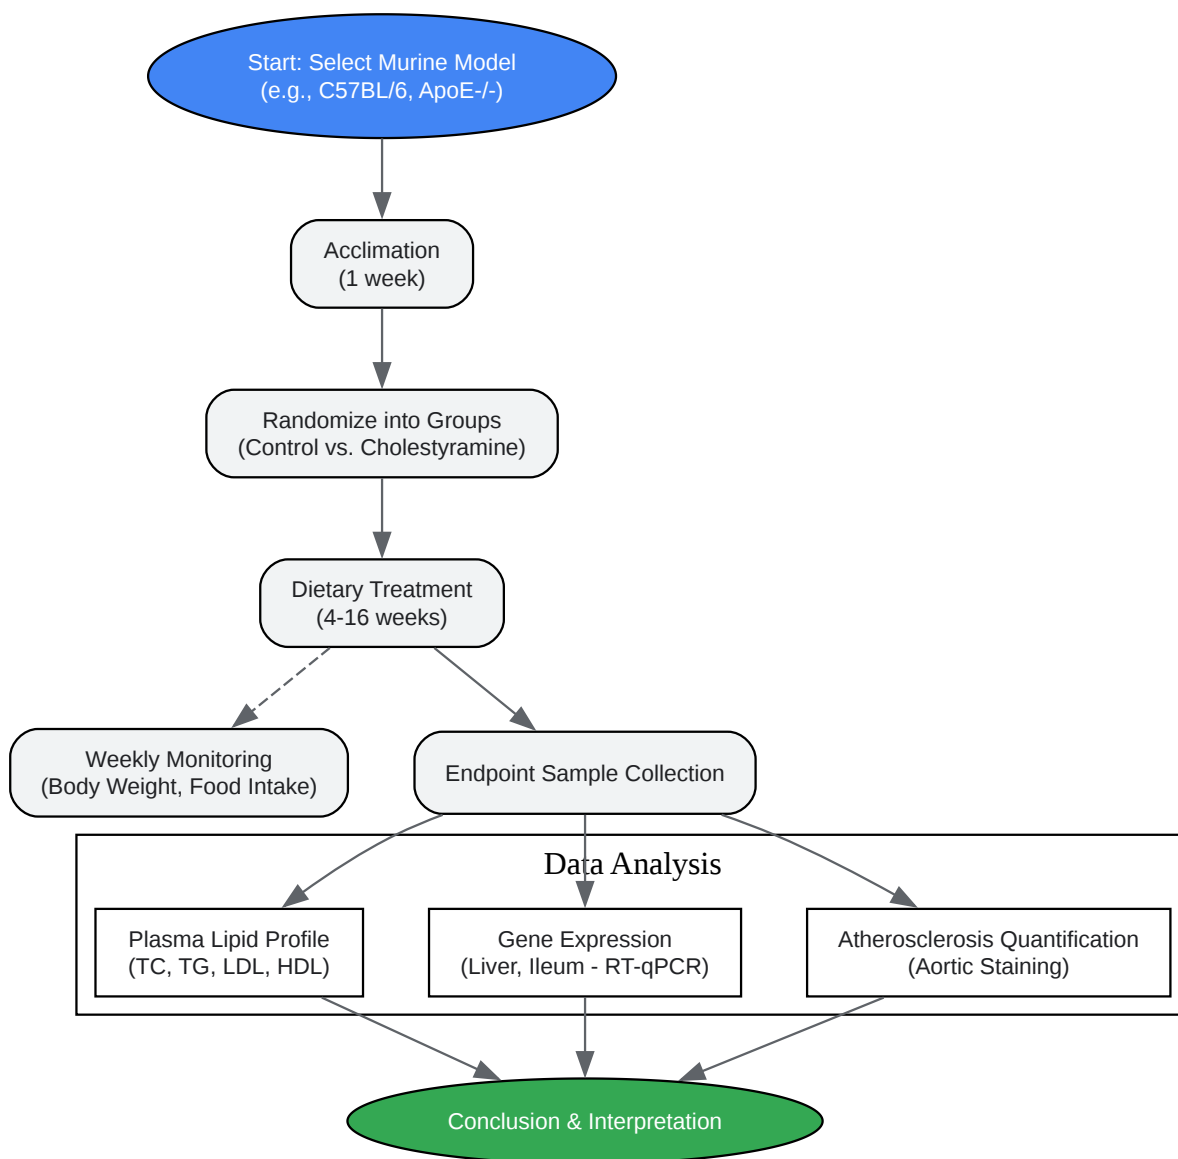 Start: Select Murine Model
(e.g., C57BL/6, ApoE-/-)
Acclimation
(1 week)
Randomize into Groups
(Control vs. Cholestyramine)
Dietary Treatment
(4-16 weeks)
Weekly Monitoring
(Body Weight, Food Intake)
Endpoint Sample Collection
Data Analysis
Plasma Lipid Profile
(TC, TG, LDL, HDL)
Gene Expression
(Liver, Ileum - RT-qPCR)
Atherosclerosis Quantification
(Aortic Staining)
Conclusion & Interpretation